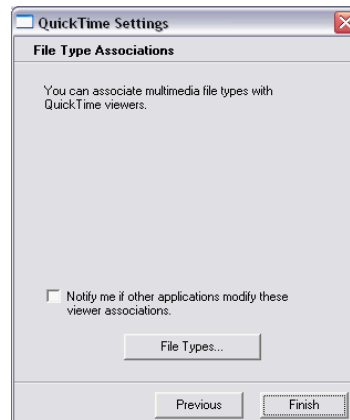 QuickTime Settings
File Type Associations
You can associate multimedia file types with
QuickTime viewers.
Notify me if other applications modify these
viewer associations.
File Types...
Previous
Finish